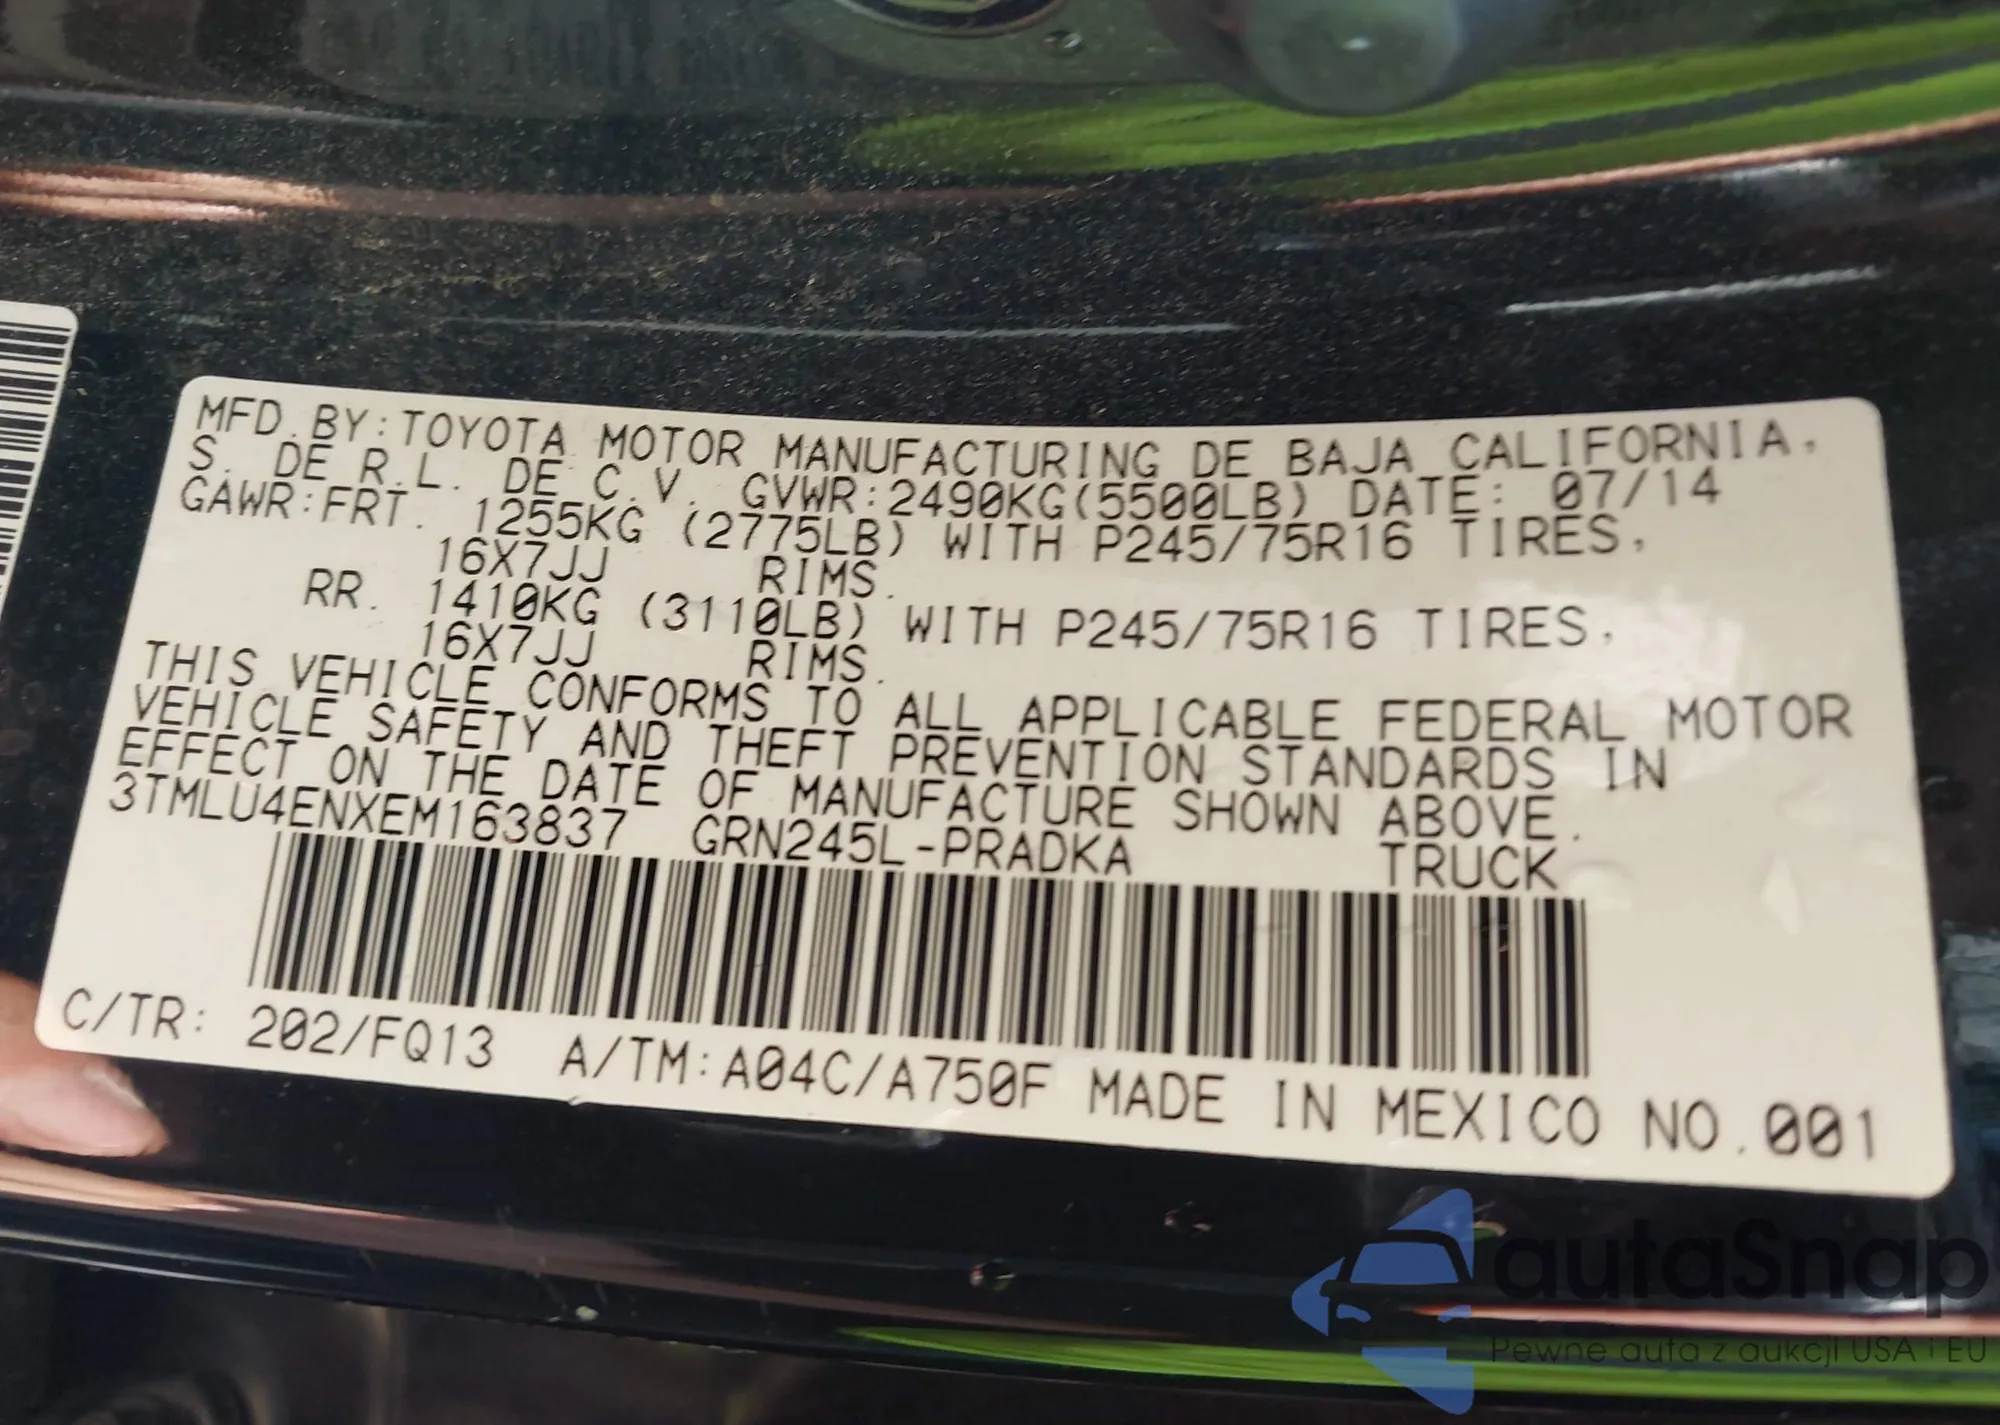 MFD.BY:TOYOTA MOTOR MANUFACTURING DE BAJA CALIFORNIA,
S. DE R.L. DE C.V. GVWR:2490KG(5500LB) DATE: 07/14
GAWR:FRT. 1255KG (2775LB) WITH P245/75R16 TIRES,
16X7JJ RIMS.
RR. 1410KG (3110LB) WITH P245/75R16 TIRES,
16X7JJ RIMS.
THIS VEHICLE CONFORMS TO ALL APPLICABLE FEDERAL MOTOR
VEHICLE SAFETY AND THEFT PREVENTION STANDARDS IN
EFFECT ON THE DATE OF MANUFACTURE SHOWN ABOVE.
3TMLU4ENXEM163837 GRN245L-PRADKA TRUCK
C/TR: 202/FQ13 A/TM:A04C/A750F MADE IN MEXICO NO.001
autaSnap
Pewne auta z aukcji USA i EU